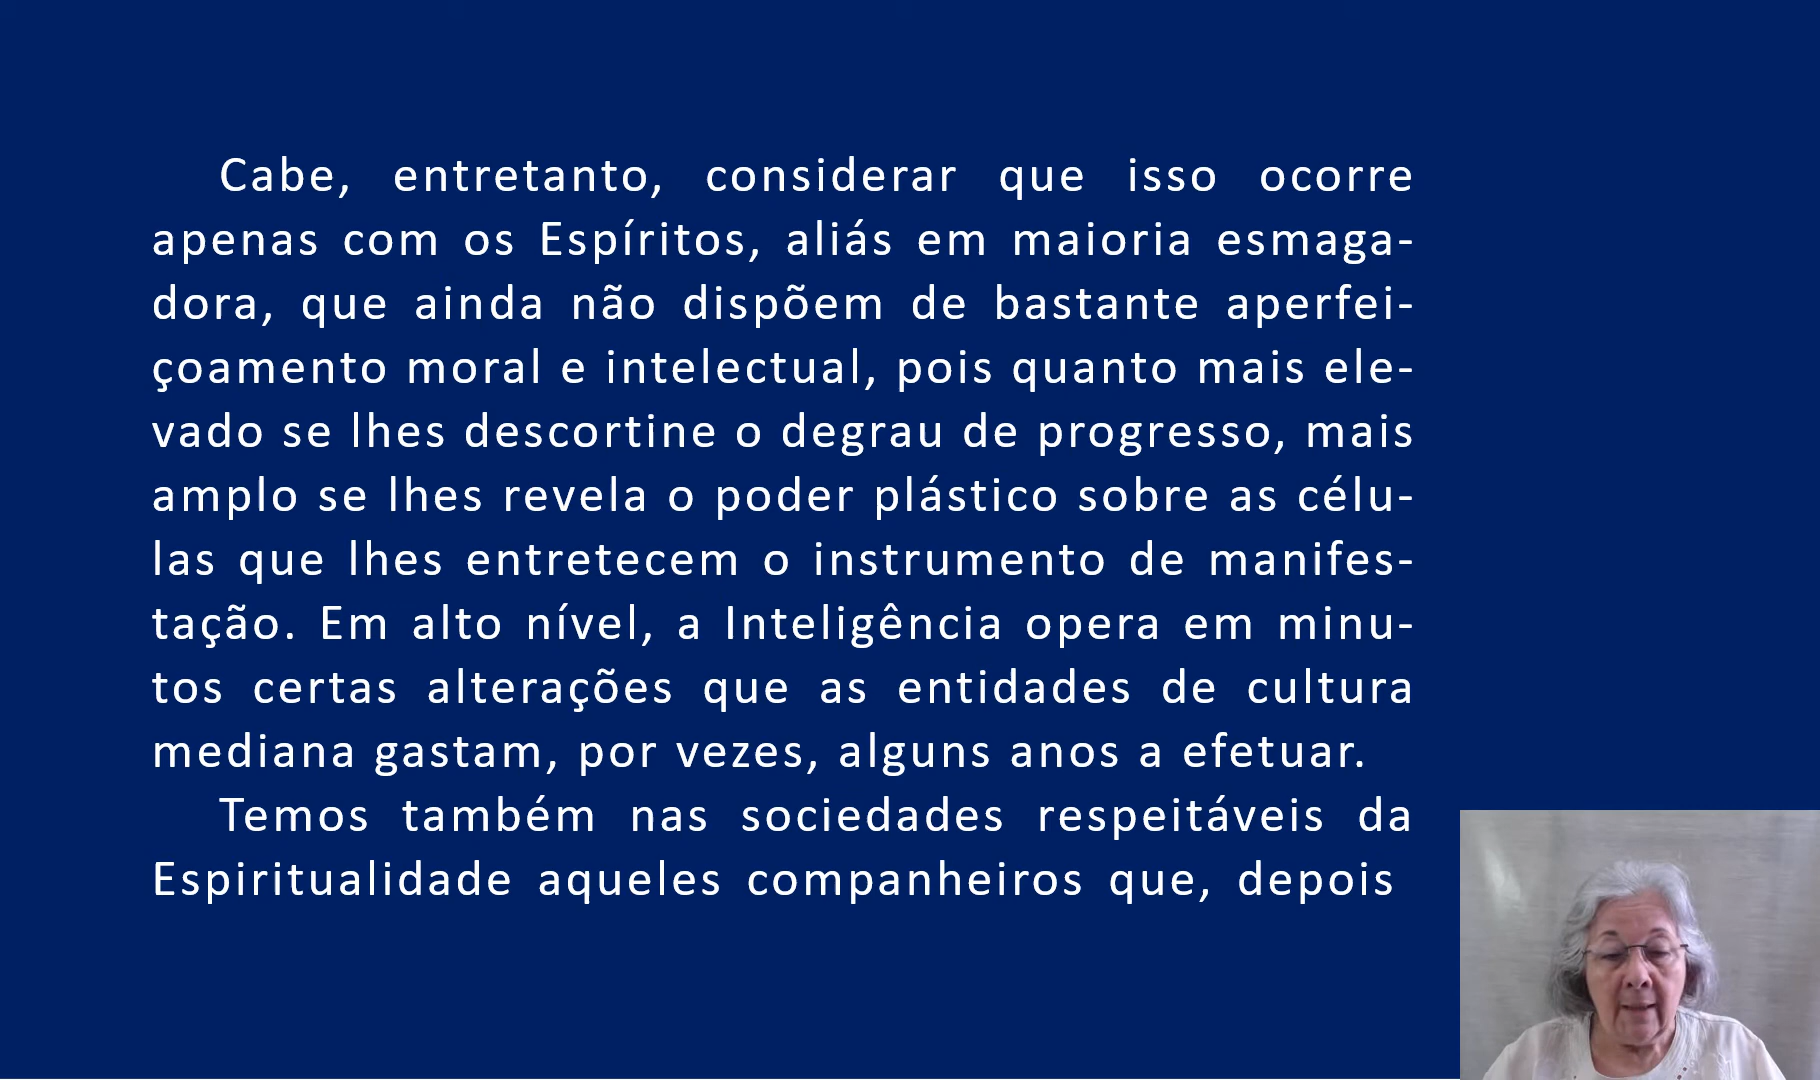 Cabe, entretanto, considerar que isso ocorre
apenas com os Espíritos, aliás em maioria esmaga-
dora, que ainda não dispõem de bastante aperfei-
çoamento moral e intelectual, pois quanto mais ele-
vado se lhes descortine o degrau de progresso, mais
amplo se lhes revela o poder plástico sobre as célu-
las que lhes entretecem o instrumento de manifes-
tação. Em alto nível, a Inteligência opera em minu-
tos certas alterações que as entidades de cultura
mediana gastam, por vezes, alguns anos a efetuar.
Temos também nas sociedades respeitáveis da
Espiritualidade aqueles companheiros que, depois